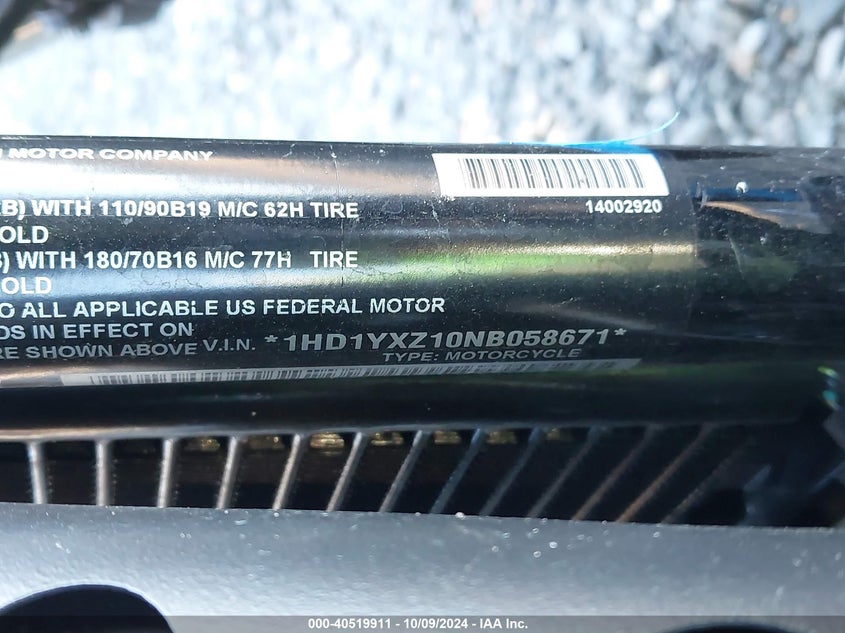 MOTOR COMPANY
14002920
B) WITH 110/90B19 M/C 62H TIRE
OLD
) WITH 180/70B16 M/C 77H TIRE
OLD
O ALL APPLICABLE US FEDERAL MOTOR
DS IN EFFECT ON
RE SHOWN ABOVE V.I.N. *1HD1YXZ10NB058671*
TYPE: MOTORCYCLE
000-40519911 - 10/09/2024 - IAA Inc.